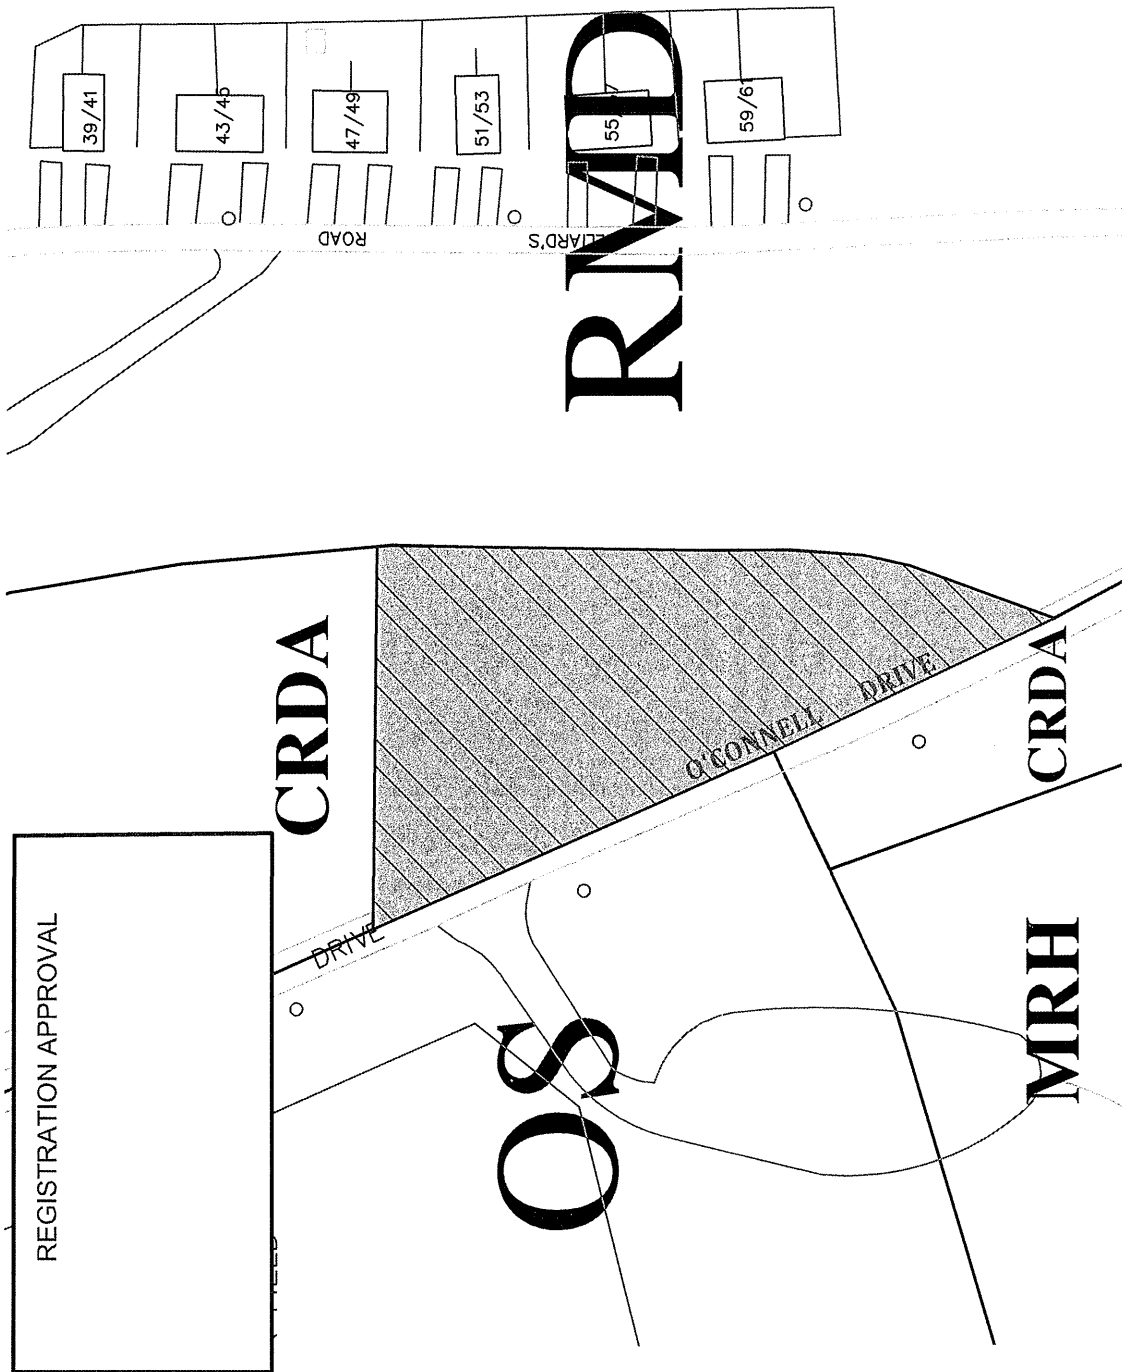 REGISTRATION APPROVAL
39/41
43/45
47/49
51/53
59/61
ROAD
RMD
CRDA
O'CONNELL DRIVE
DRIVE
CRDA
OS
MRH